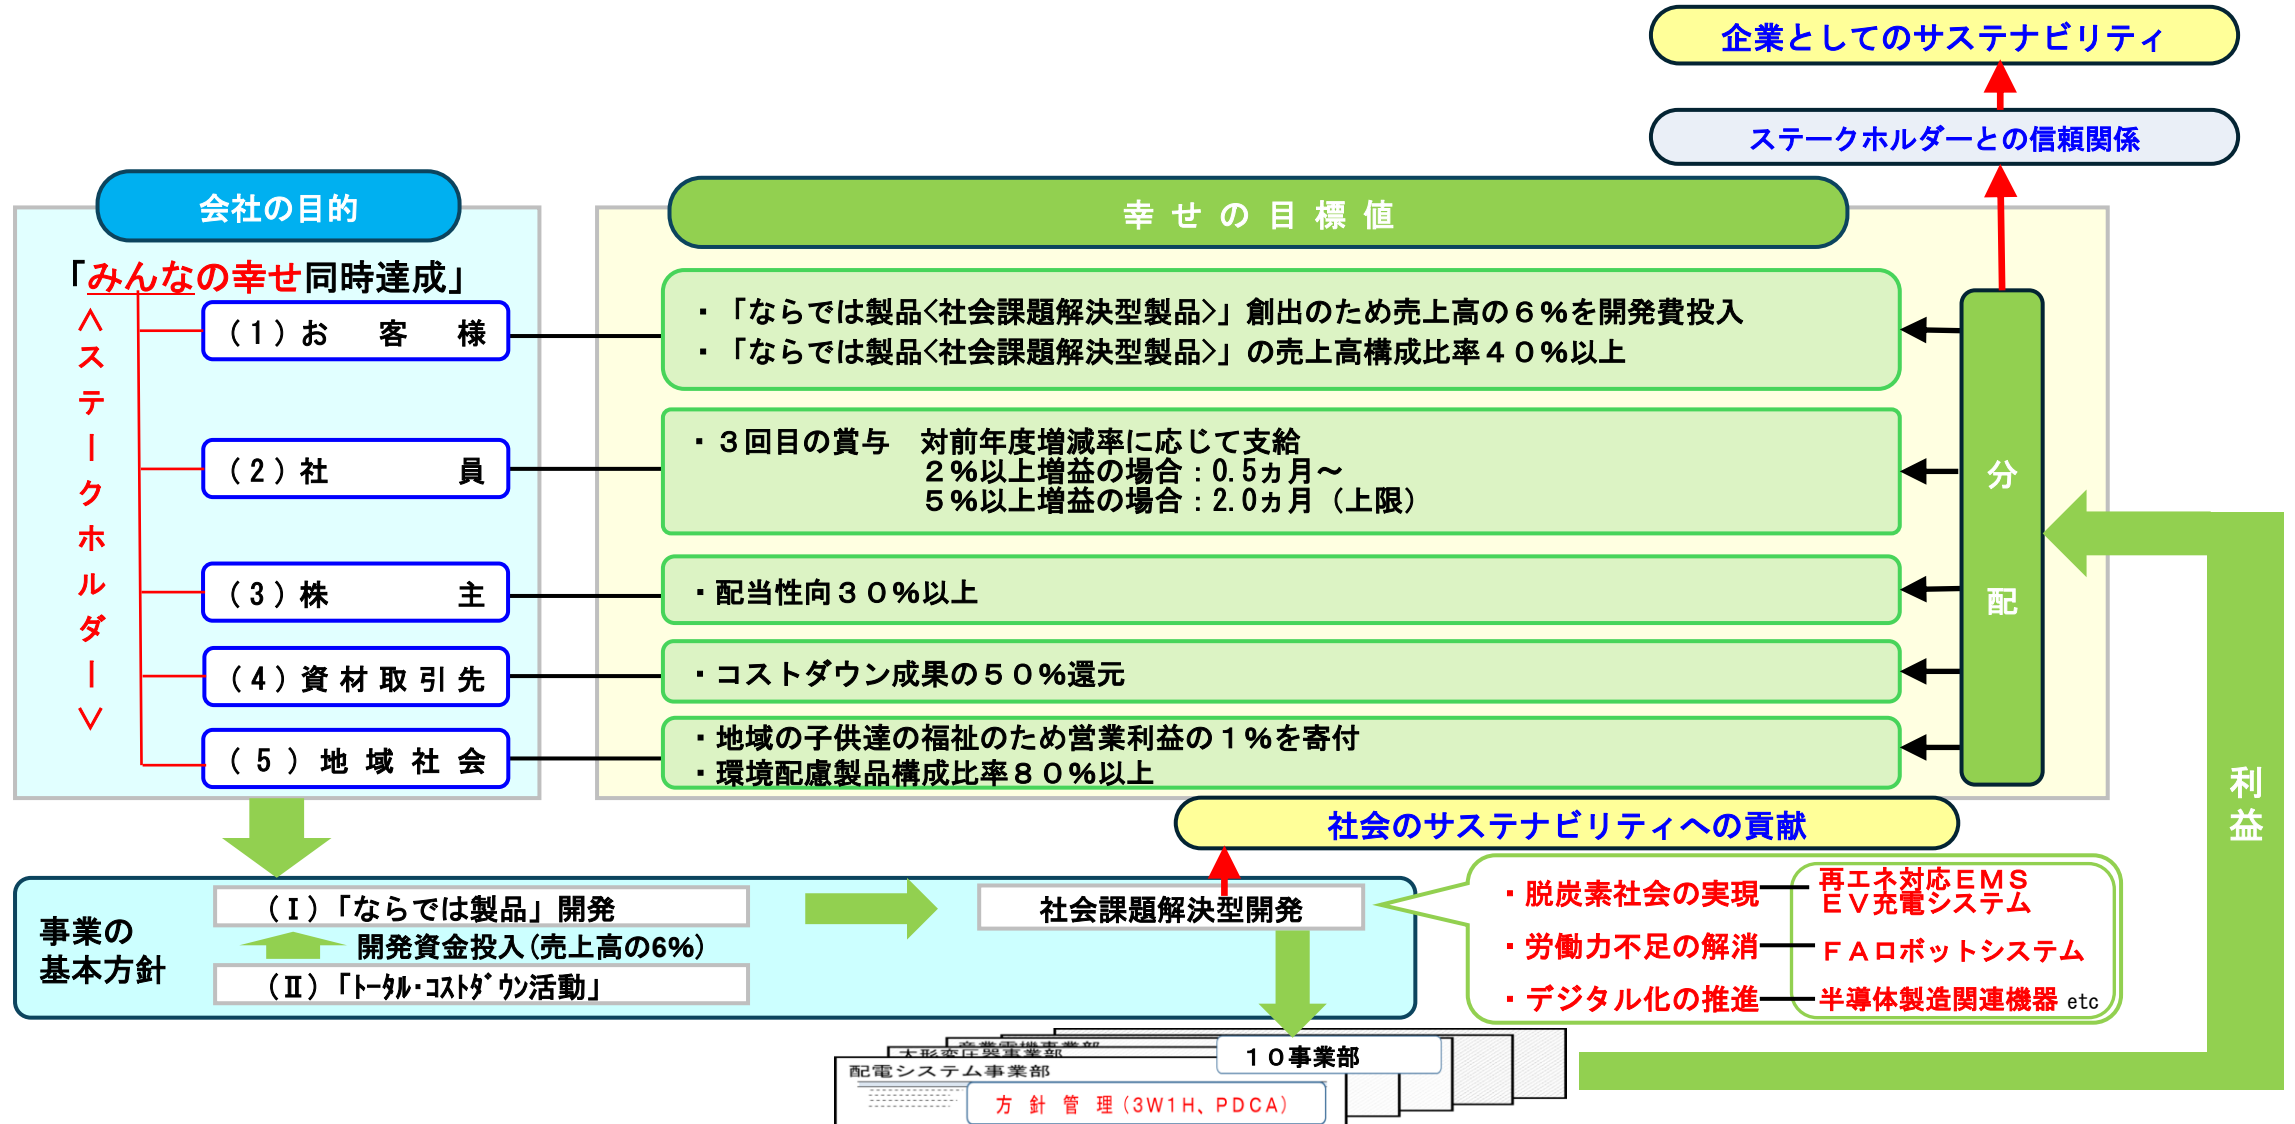 企業としてのサステナビリティ
ステークホルダーとの信頼関係
会社の目的
幸せの目標値
「みんなの幸せ同時達成」
<ステークホルダー>
(1)お客様
・「ならでは製品<社会課題解決型製品>」創出のため売上高の６%を開発費投入
・「ならでは製品<社会課題解決型製品>」の売上高構成比率４０%以上
(2)社員
・３回目の賞与　対前年度増減率に応じて支給
２%以上増益の場合：0.5ヵ月～
５%以上増益の場合：2.0ヵ月（上限）
(3)株主
・配当性向３０%以上
(4)資材取引先
・コストダウン成果の５０%還元
(5)地域社会
・地域の子供達の福祉のため営業利益の１%を寄付
・環境配慮製品構成比率８０%以上
分配
利益
社会のサステナビリティへの貢献
事業の
基本方針
(Ⅰ)「ならでは製品」開発
開発資金投入(売上高の6%)
(Ⅱ)「ﾄｰﾀﾙ・ｺｽﾄﾀﾞｳﾝ活動」
社会課題解決型開発
・脱炭素社会の実現
再エネ対応ＥＭＳ
ＥＶ充電システム
・労働力不足の解消
ＦＡロボットシステム
・デジタル化の推進
半導体製造関連機器 etc
産業電機事業部
大形変圧器事業部
配電システム事業部
１０事業部
方針管理(3W1H、PDCA)